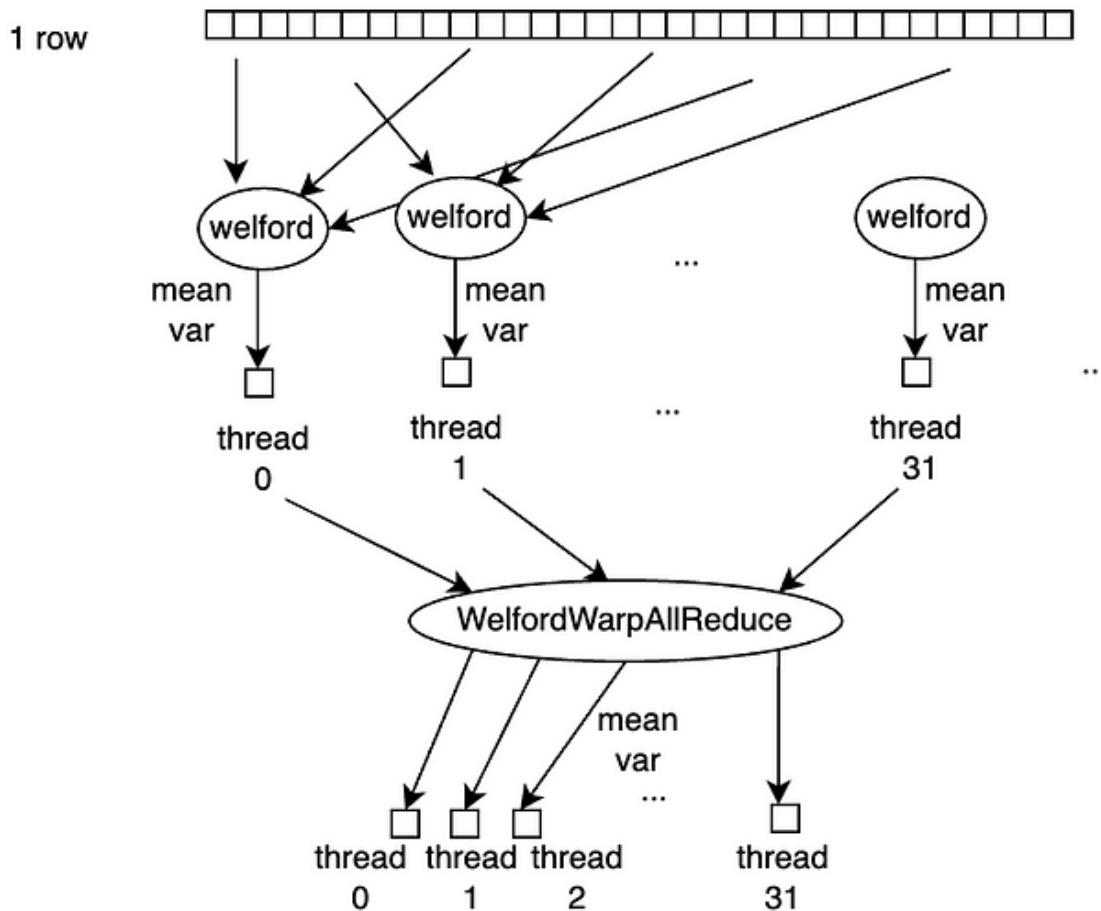 1 row
welford
welford
welford
...
mean
var
mean
var
mean
var
..
thread
0
thread
1
...
thread
31
WelfordWarpAllReduce
mean
var
...
thread
0
thread
1
thread
2
thread
31